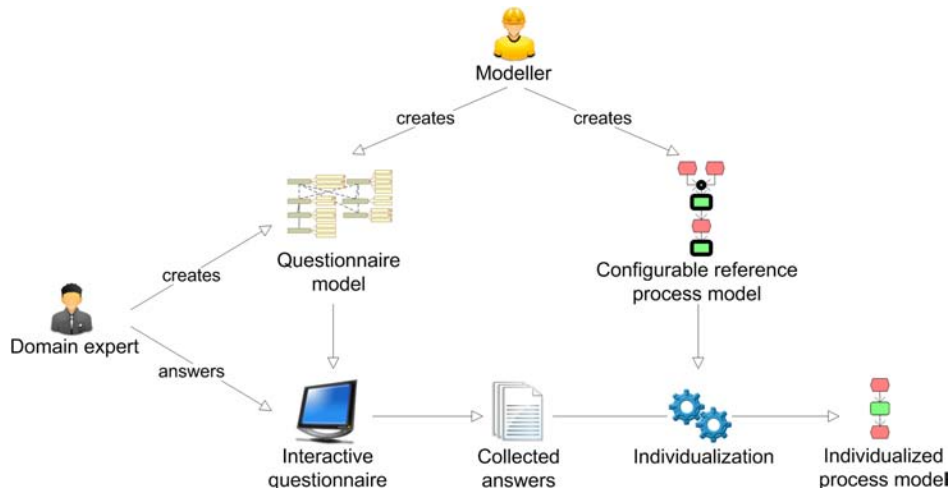 Modeller
creates
creates
Questionnaire
model
Configurable reference
process model
creates
Domain expert
answers
Interactive
questionnaire
Collected
answers
Individualization
Individualized
process model